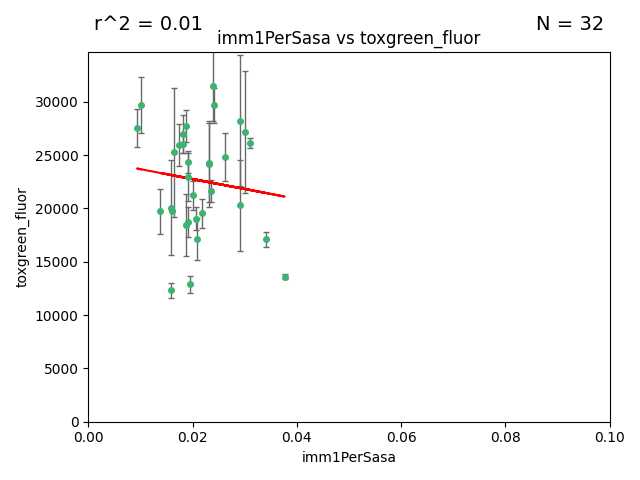 r^2 = 0.01
N = 32
imm1PerSasa vs toxgreen_fluor
30000
25000
20000
15000
10000
5000
0
toxgreen_fluor
0.00 0.02 0.04 0.06 0.08 0.10
imm1PerSasa